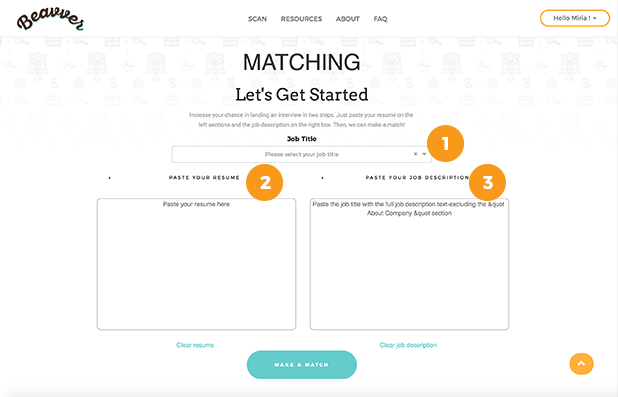 Beavver
SCAN
RESOURCES
ABOUT
FAQ
Hello Miria !
MATCHING
Let's Get Started
Increase your chance in landing an interview in two steps. Just paste your resume on the
left sections and the job description on the right box. Then, we can make a match!
Job Title
Please select your job title
×
1
PASTE YOUR RESUME
2
PASTE YOUR JOB DESCRIPTION
3
Paste your resume here
Paste the job title with the full job description text-excluding the &quot
About Company &quot section
Clear resume
Clear job description
MAKE A MATCH